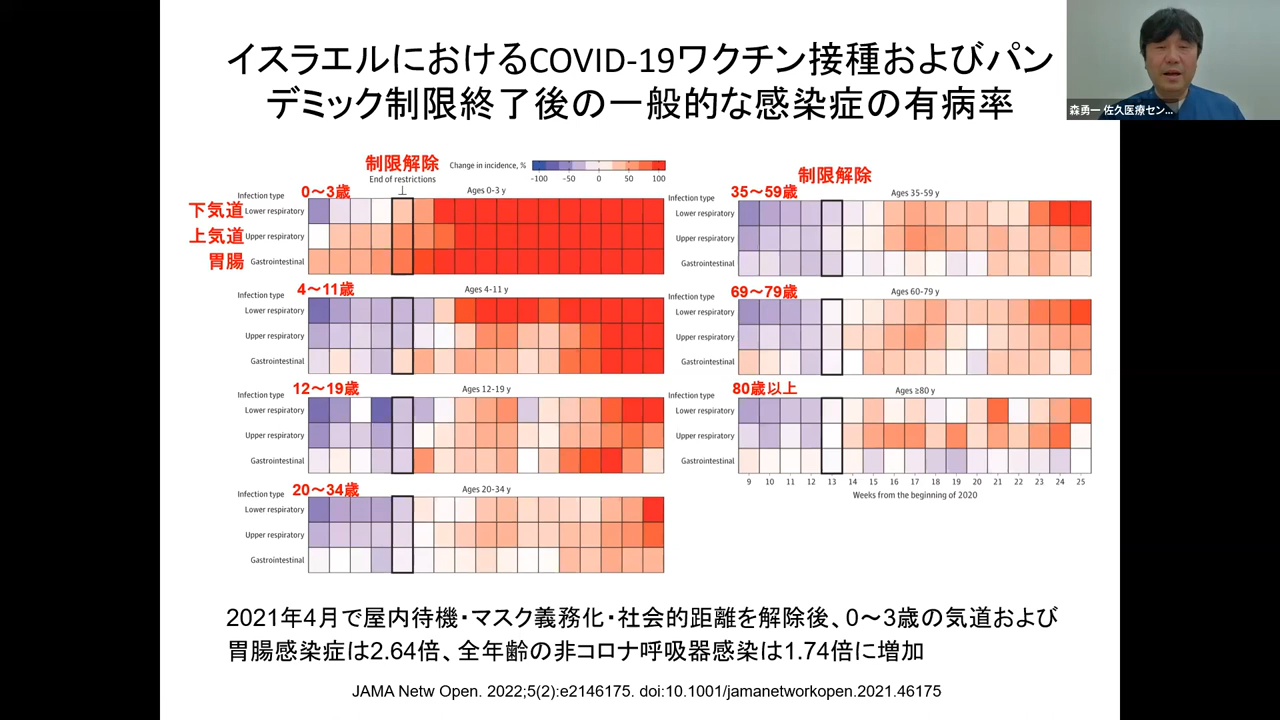 イスラエルにおけるCOVID-19ワクチン接種およびパン
デミック制限終了後の一般的な感染症の有病率
森勇一 佐久医療セン...
制限解除
End of restrictions
Change in incidence, %
-100 -50 0 50 100
Infection type
0〜3歳
Ages 0-3 y
下気道 Lower respiratory
上気道 Upper respiratory
胃腸 Gastrointestinal
Infection type
4〜11歳
Ages 4-11 y
Lower respiratory
Upper respiratory
Gastrointestinal
Infection type
12〜19歳
Ages 12-19 y
Lower respiratory
Upper respiratory
Gastrointestinal
Infection type
20〜34歳
Ages 20-34 y
Lower respiratory
Upper respiratory
Gastrointestinal
制限解除
35〜59歳
Ages 35-59 y
Infection type
Lower respiratory
Upper respiratory
Gastrointestinal
Infection type
69〜79歳
Ages 60-79 y
Lower respiratory
Upper respiratory
Gastrointestinal
80歳以上
Ages ≥80 y
Infection type
Lower respiratory
Upper respiratory
Gastrointestinal
9 10 11 12 13 14 15 16 17 18 19 20 21 22 23 24 25
Weeks from the beginning of 2020
2021年4月で屋内待機・マスク義務化・社会的距離を解除後、0〜3歳の気道および
胃腸感染症は2.64倍、全年齢の非コロナ呼吸器感染は1.74倍に増加
JAMA Netw Open. 2022;5(2):e2146175. doi:10.1001/jamanetworkopen.2021.46175